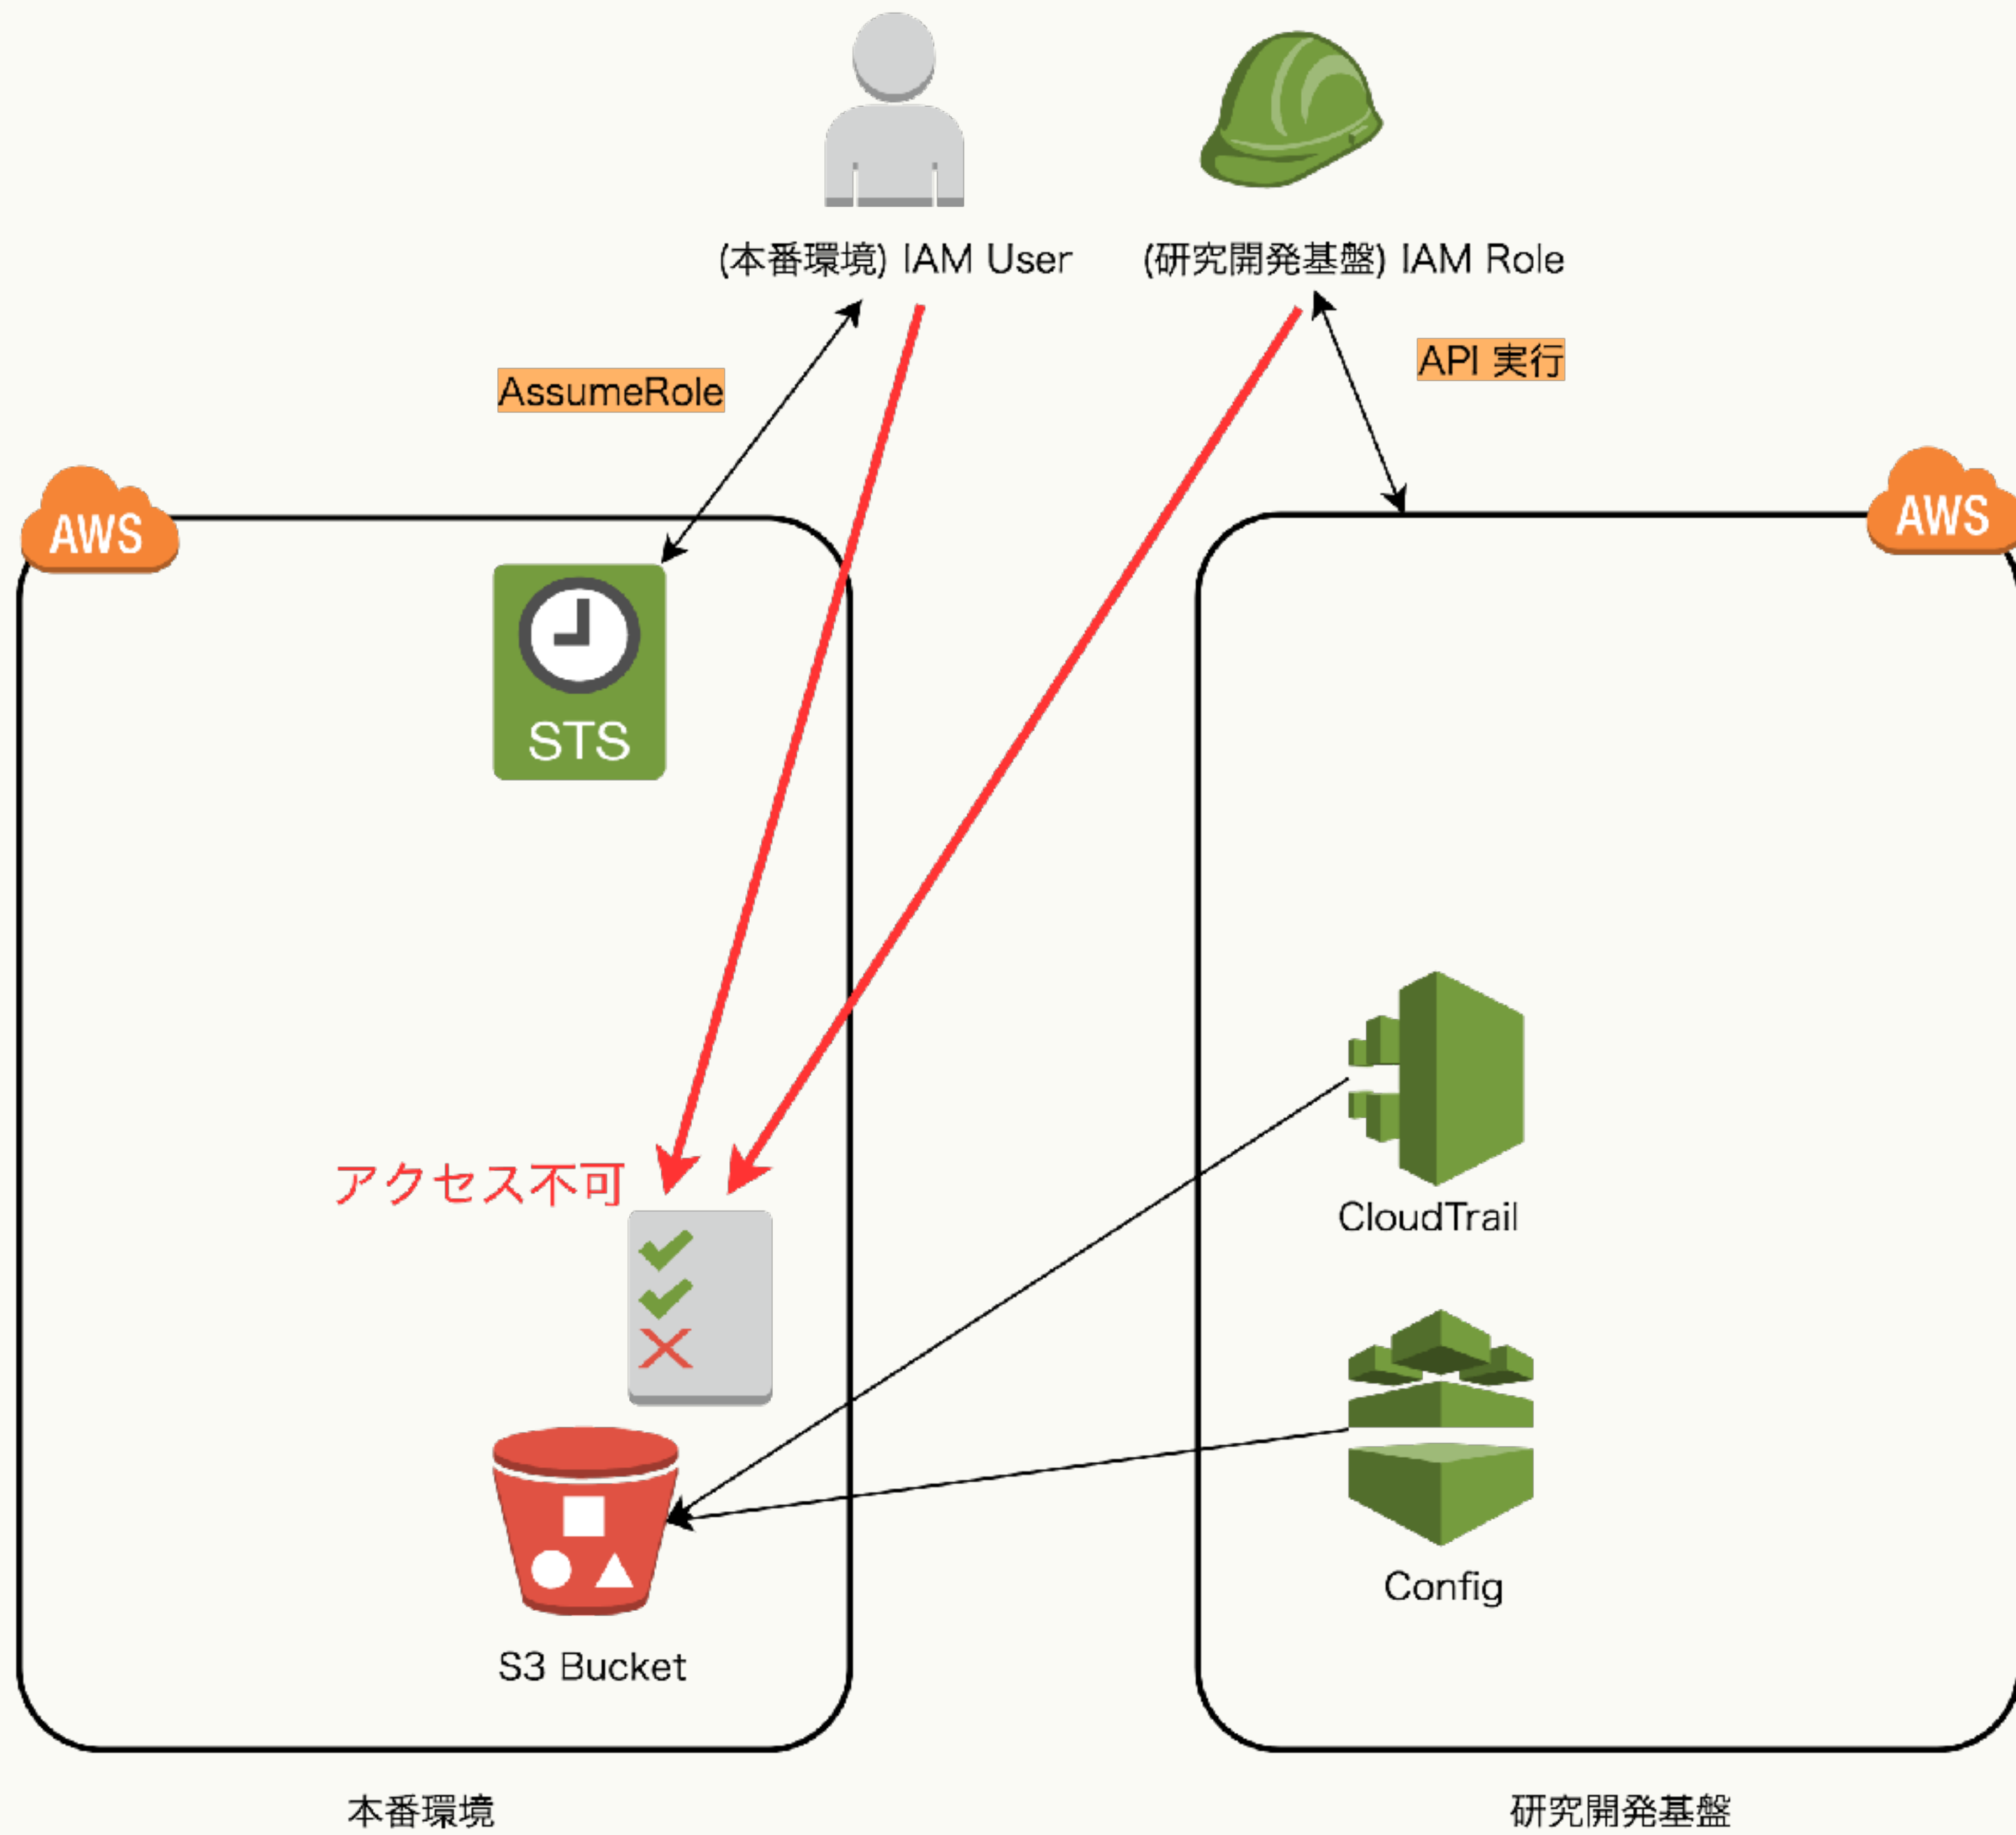 (本番環境) IAM User
(研究開発基盤) IAM Role
AssumeRole
API 実行
AWS
AWS
STS
アクセス不可
CloudTrail
Config
S3 Bucket
本番環境
研究開発基盤